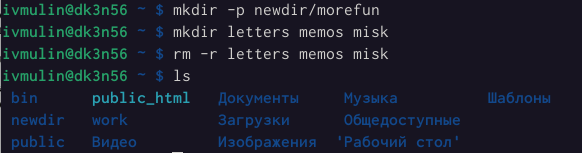 ivmulin@dk3n56 ~ $ mkdir -p newdir/morefun
ivmulin@dk3n56 ~ $ mkdir letters memos misk
ivmulin@dk3n56 ~ $ rm -r letters memos misk
ivmulin@dk3n56 ~ $ ls
bin public_html Документы Музыка Шаблоны
newdir work Загрузки Общедоступные
public Видео Изображения 'Рабочий стол'